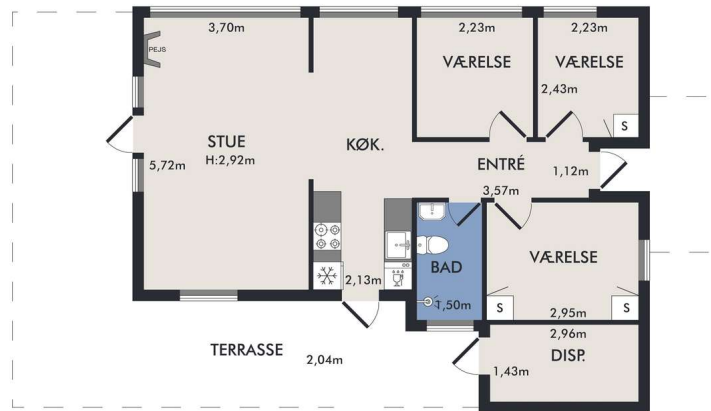 3,70m
2,23m
2,23m
PEJS
VÆRELSE
VÆRELSE
2,43m
S
STUE
H:2,92m
KØK.
5,72m
ENTRÉ
1,12m
3,57m
BAD
VÆRELSE
2,13m
1,50m
S
S
2,95m
TERRASSE
2,04m
2,96m
DISP.
1,43m